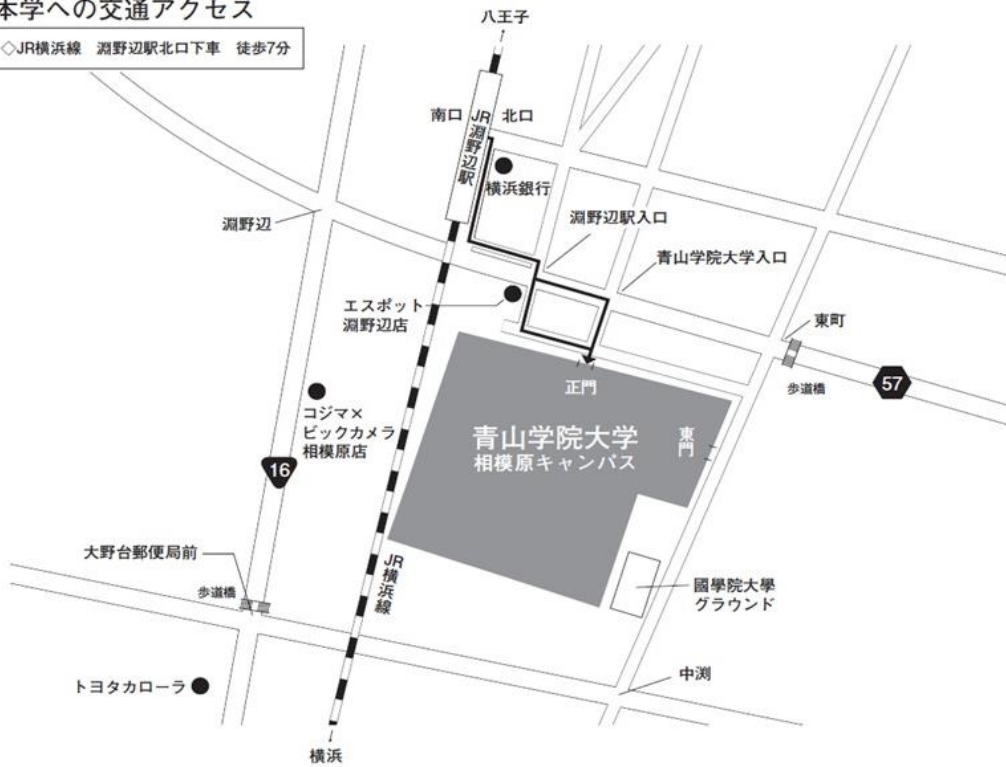 本学への交通アクセス
◇JR横浜線　淵野辺駅北口下車　徒歩7分
八王子
南口
JR淵野辺駅
北口
横浜銀行
淵野辺
淵野辺駅入口
青山学院大学入口
エスポット
淵野辺店
東町
歩道橋
57
正門
コジマ×
ビックカメラ
相模原店
青山学院大学
相模原キャンパス
東門
16
大野台郵便局前
歩道橋
JR横浜線
國學院大學
グラウンド
トヨタカローラ
中渕
横浜